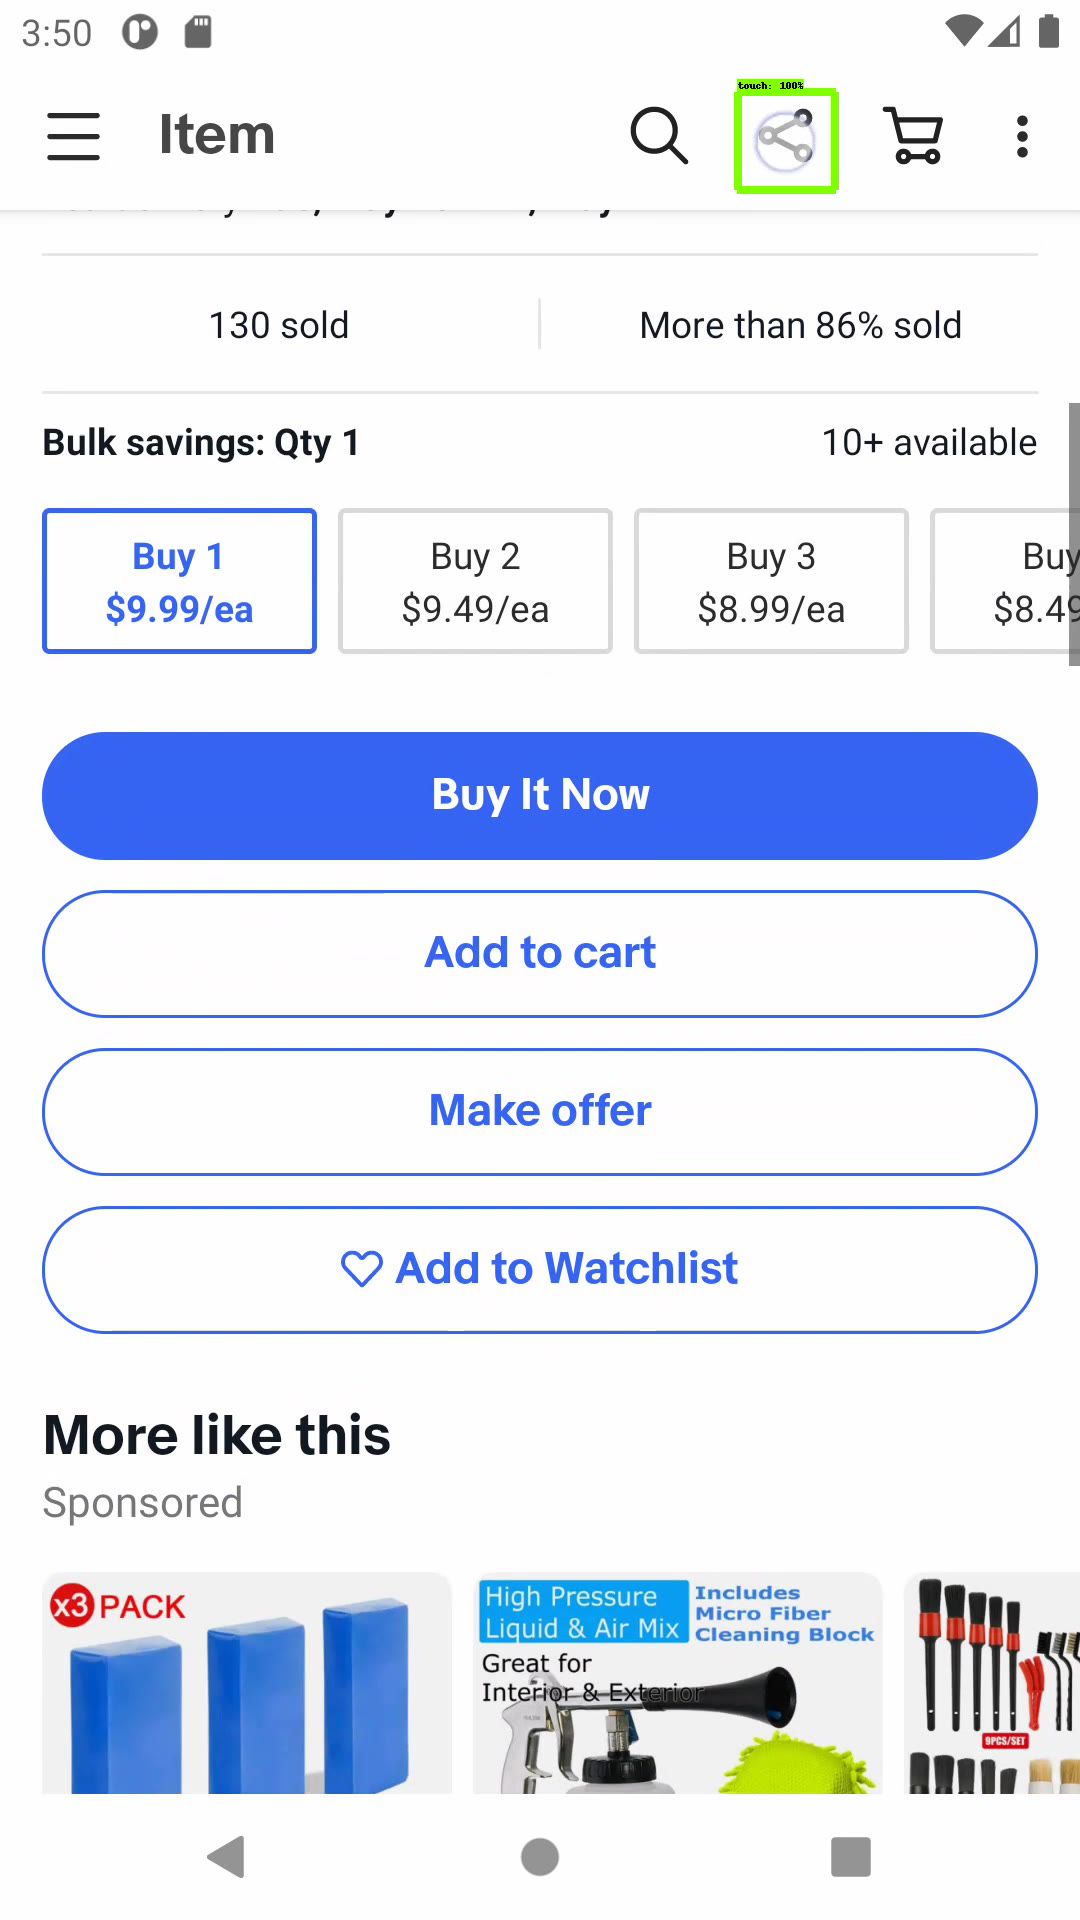 3:50
touch: 100%
Item
130 sold
More than 86% sold
Bulk savings: Qty 1
10+ available
Buy 1
$9.99/ea
Buy 2
$9.49/ea
Buy 3
$8.99/ea
Buy
$8.49
Buy It Now
Add to cart
Make offer
Add to Watchlist
More like this
Sponsored
x3 PACK
High Pressure
Liquid & Air Mix
Includes
Micro Fiber
Cleaning Block
Great for
Interior & Exterior
9PCS/SET